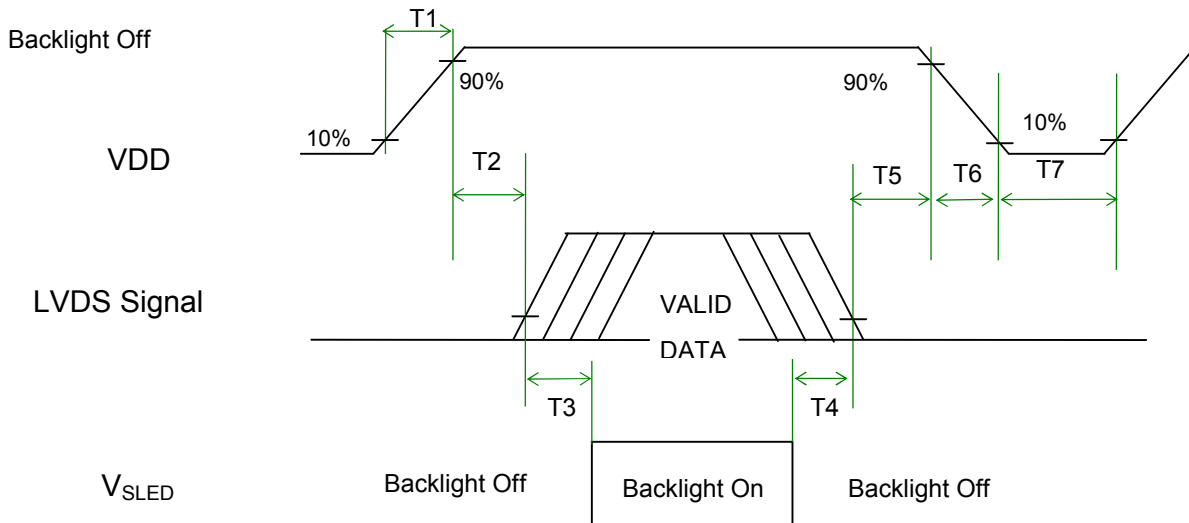 T1
Backlight Off
90%
90%
10%
10%
VDD
T2
T5
T6
T7
LVDS Signal
VALID
DATA
T3
T4
VSLED
Backlight Off
Backlight On
Backlight Off